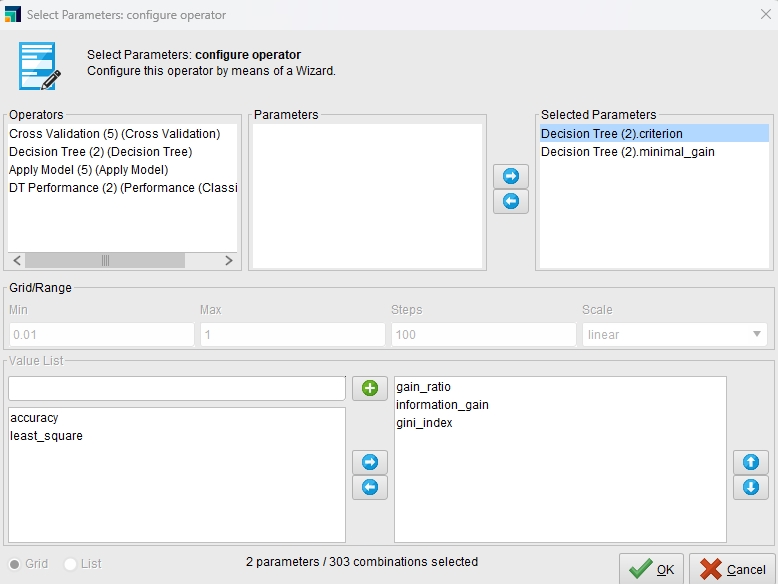 Select Parameters: configure operator
Select Parameters: configure operator
Configure this operator by means of a Wizard.
Operators
Cross Validation (5) (Cross Validation)
Decision Tree (2) (Decision Tree)
Apply Model (5) (Apply Model)
DT Performance (2) (Performance (Classi
Parameters
Selected Parameters
Decision Tree (2).criterion
Decision Tree (2).minimal_gain
Grid/Range
Min
Max
Steps
Scale
0.01
1
100
linear
Value List
accuracy
least_square
gain_ratio
information_gain
gini_index
Grid
List
2 parameters / 303 combinations selected
OK
Cancel